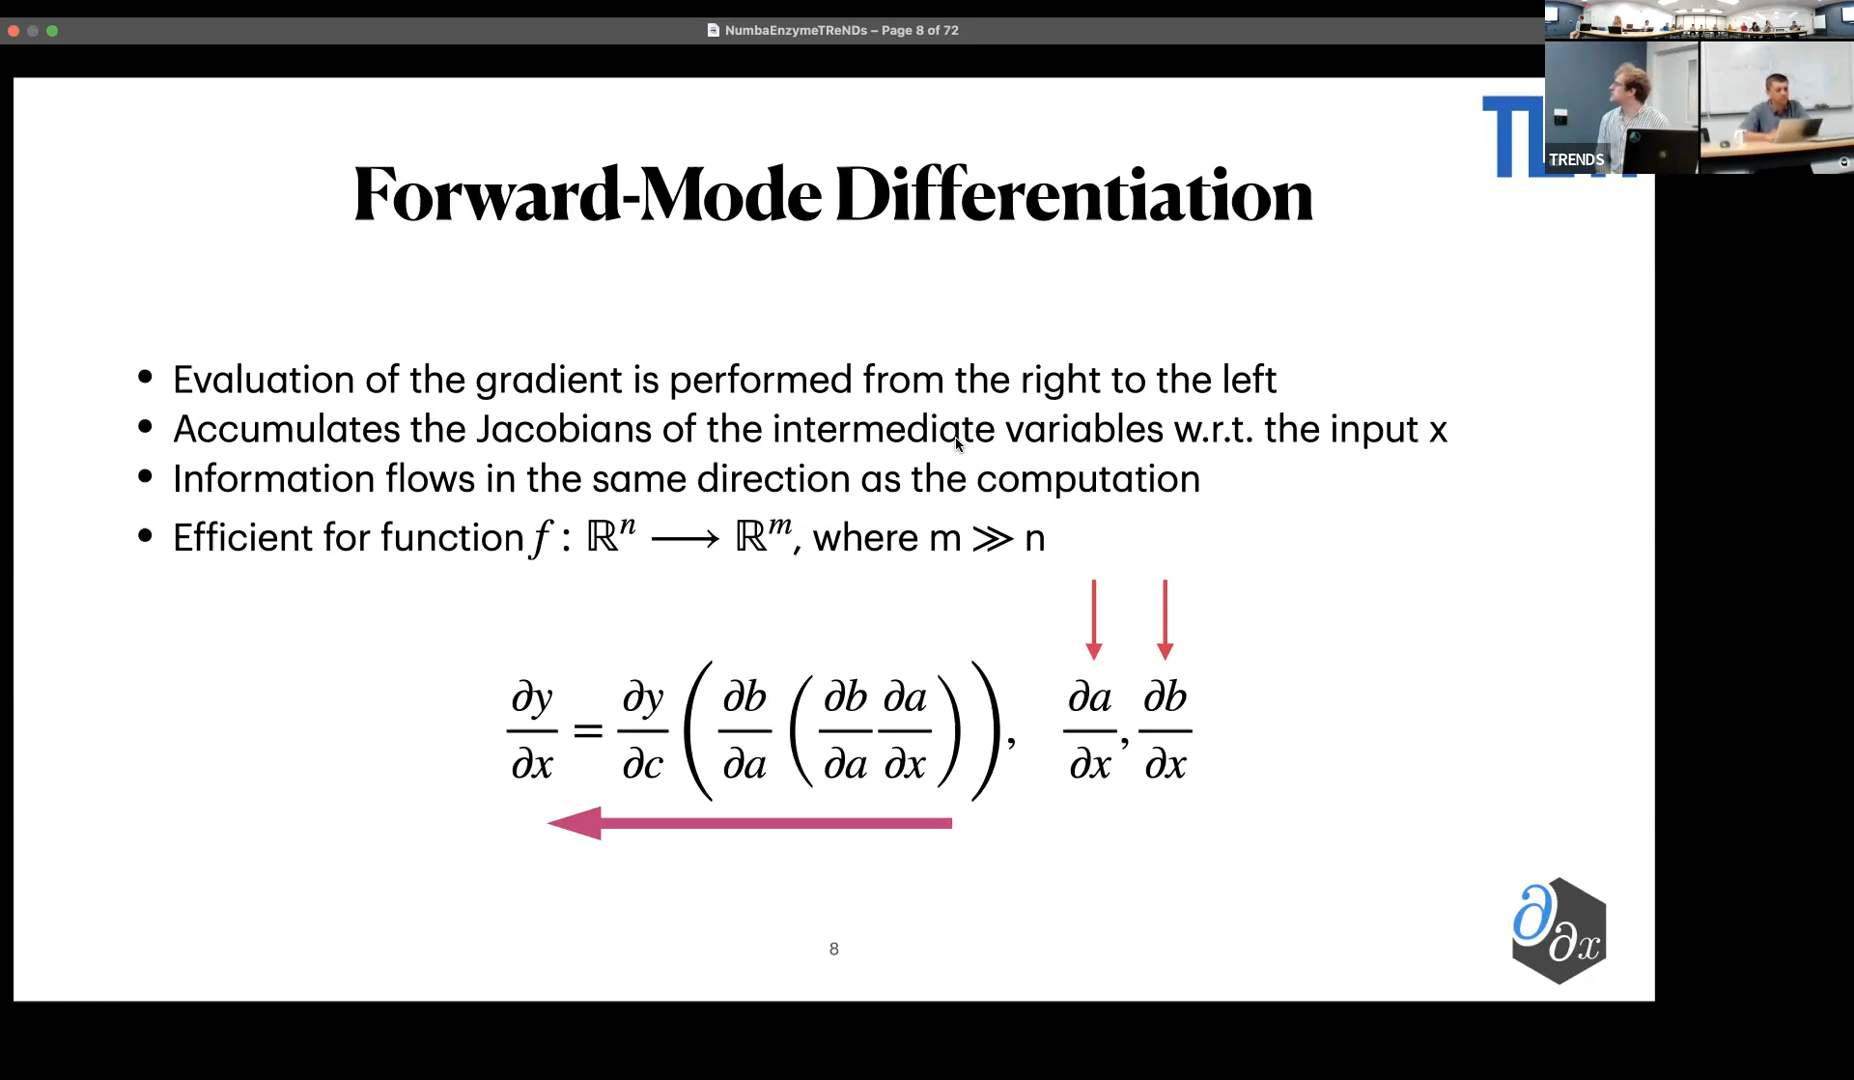 NumbaEnzymeTReNDs – Page 8 of 72
TRENDS
Forward-Mode Differentiation
• Evaluation of the gradient is performed from the right to the left
• Accumulates the Jacobians of the intermediate variables w.r.t. the input x
• Information flows in the same direction as the computation
• Efficient for function f : ℝⁿ ⟶ ℝᵐ, where m ≫ n
∂y/∂x = ∂y/∂c (∂b/∂a (∂b/∂a ∂a/∂x)), ∂a/∂x, ∂b/∂x
8
∂ ∂x